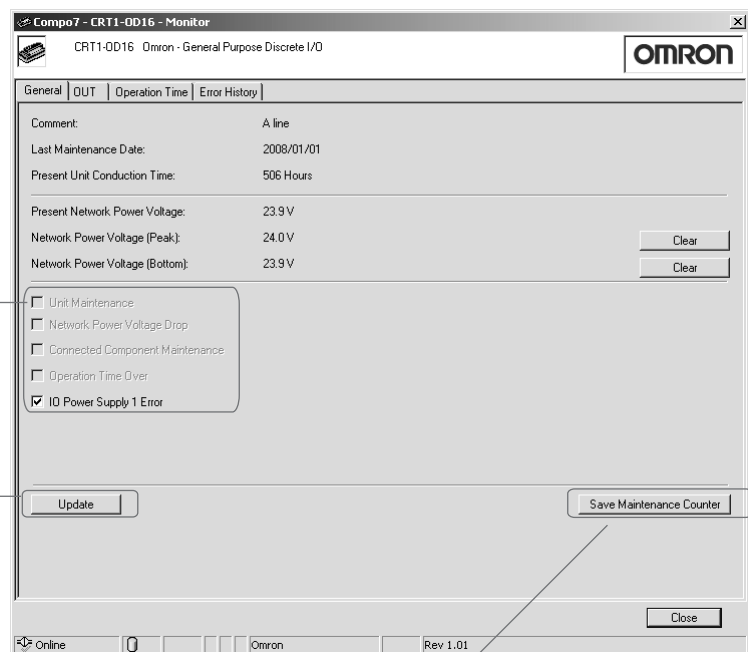 Compo7 - CRT1-OD16 - Monitor
CRT1-OD16 Omron - General Purpose Discrete I/O
OMRON
General OUT Operation Time Error History
Comment: A line
Last Maintenance Date: 2008/01/01
Present Unit Conduction Time: 506 Hours
Present Network Power Voltage: 23.9 V
Network Power Voltage (Peak): 24.0 V Clear
Network Power Voltage (Bottom): 23.9 V Clear
Unit Maintenance
Network Power Voltage Drop
Connected Component Maintenance
Operation Time Over
IO Power Supply 1 Error
Update Save Maintenance Counter
Close
Online Omron Rev 1.01